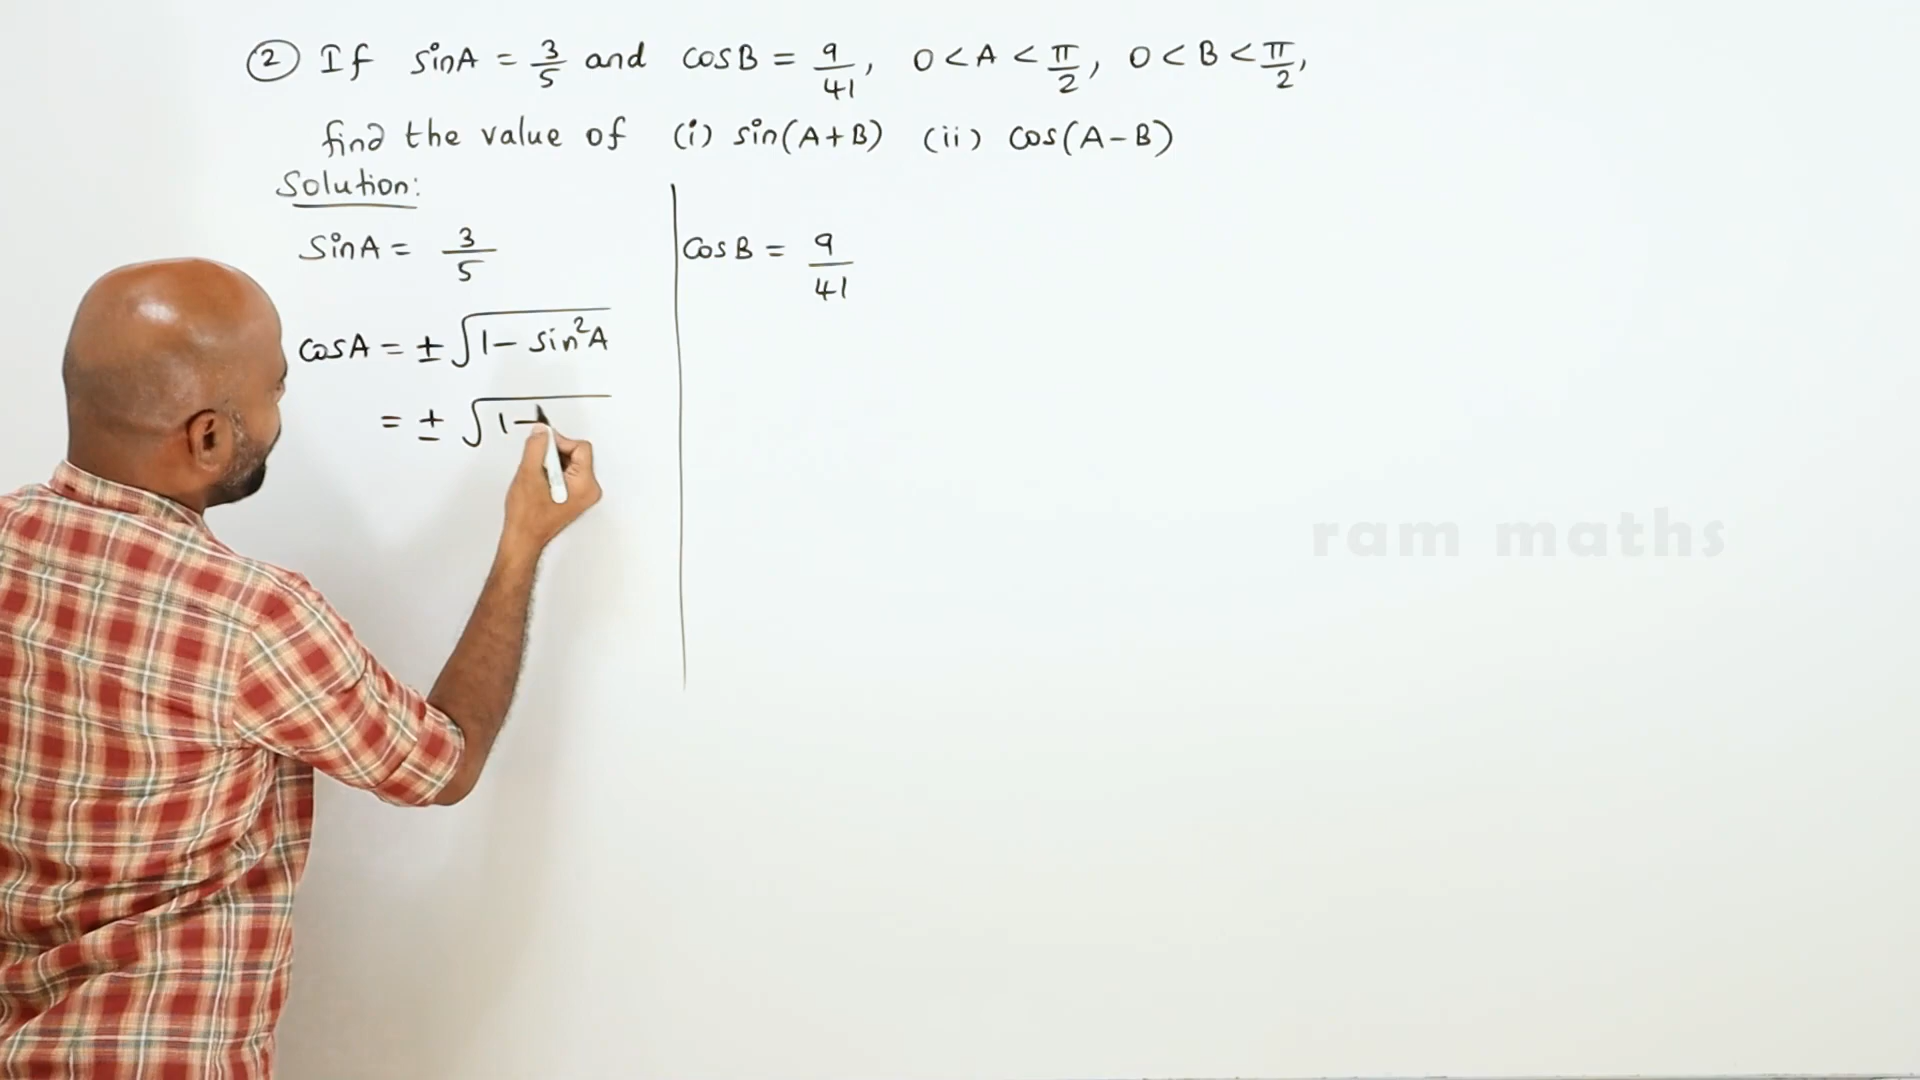 ② If sinA = 3/5 and cosB = 9/41, 0 < A < π/2, 0 < B < π/2,
find the value of (i) sin(A+B) (ii) cos(A-B)
Solution:
SinA = 3/5
CosA = ± √(1 - sin²A)
= ± √(1 -
CosB = 9/41
ram maths